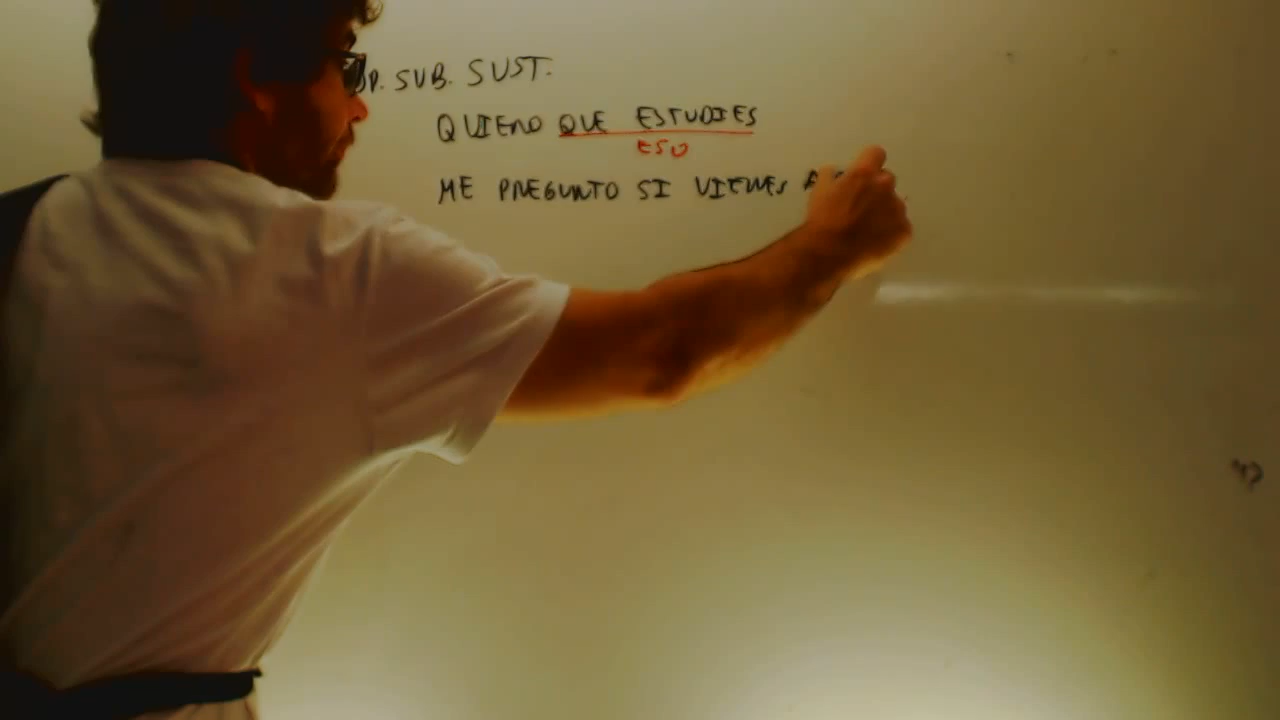 SUB. SUST.
QUIERO QUE ESTUDIES
ESO
ME PREGUNTO SI VIENES